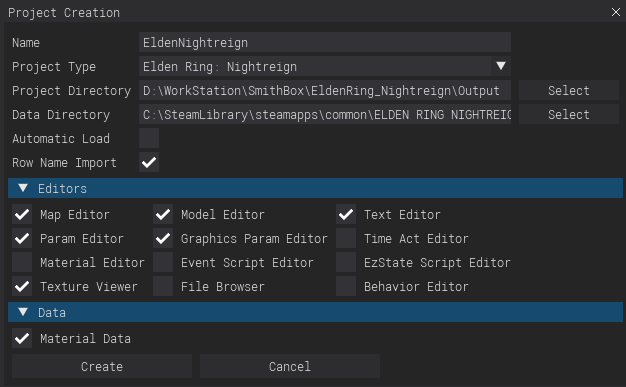 Project Creation
Name EldenNightreign
Project Type Elden Ring: Nightreign
Project Directory D:\WorkStation\SmithBox\EldenRing_Nightreign\Output Select
Data Directory C:\SteamLibrary\steamapps\common\ELDEN RING NIGHTREIG Select
Automatic Load
Row Name Import
Editors
Map Editor Model Editor Text Editor
Param Editor Graphics Param Editor Time Act Editor
Material Editor Event Script Editor EzState Script Editor
Texture Viewer File Browser Behavior Editor
Data
Material Data
Create Cancel